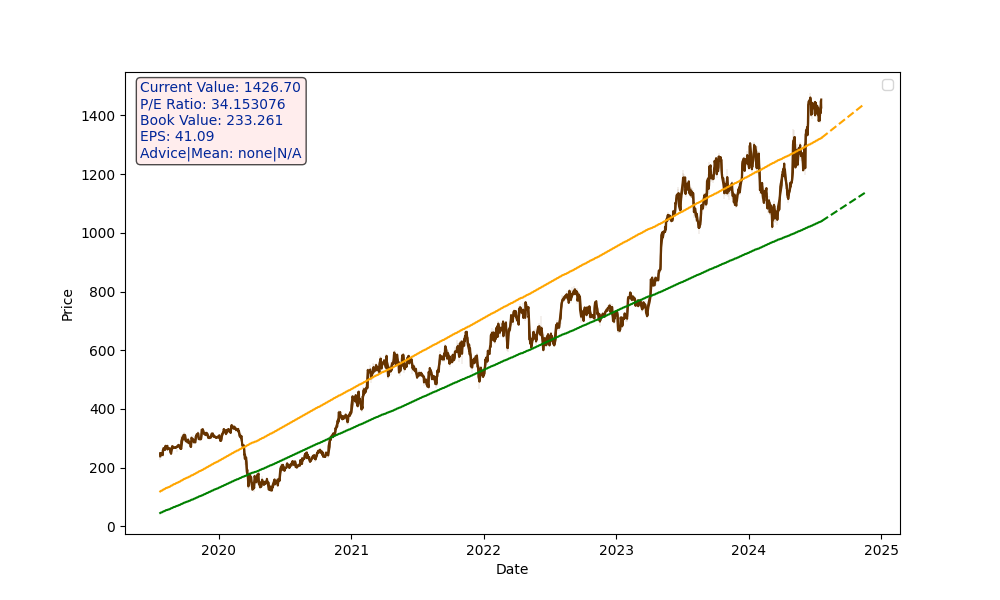 Current Value: 1426.70
P/E Ratio: 34.153076
Book Value: 233.261
EPS: 41.09
Advice|Mean: none|N/A
1400
1200
1000
800
600
400
200
0
Price
2020 2021 2022 2023 2024 2025
Date